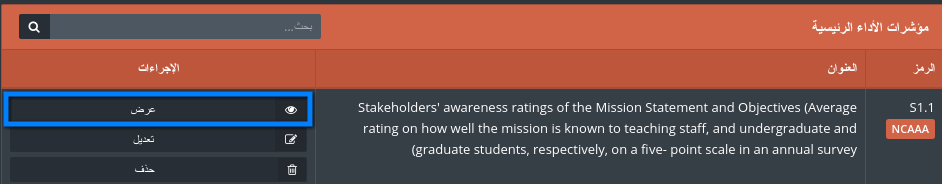 مؤشرات الأداء الرئيسية
بحث...
الرمز
العنوان
الإجراءات
S1.1
NCAAA
Stakeholders' awareness ratings of the Mission Statement and Objectives (Average
rating on how well the mission is known to teaching staff, and undergraduate and
(graduate students, respectively, on a five- point scale in an annual survey
عرض
تعديل
حذف